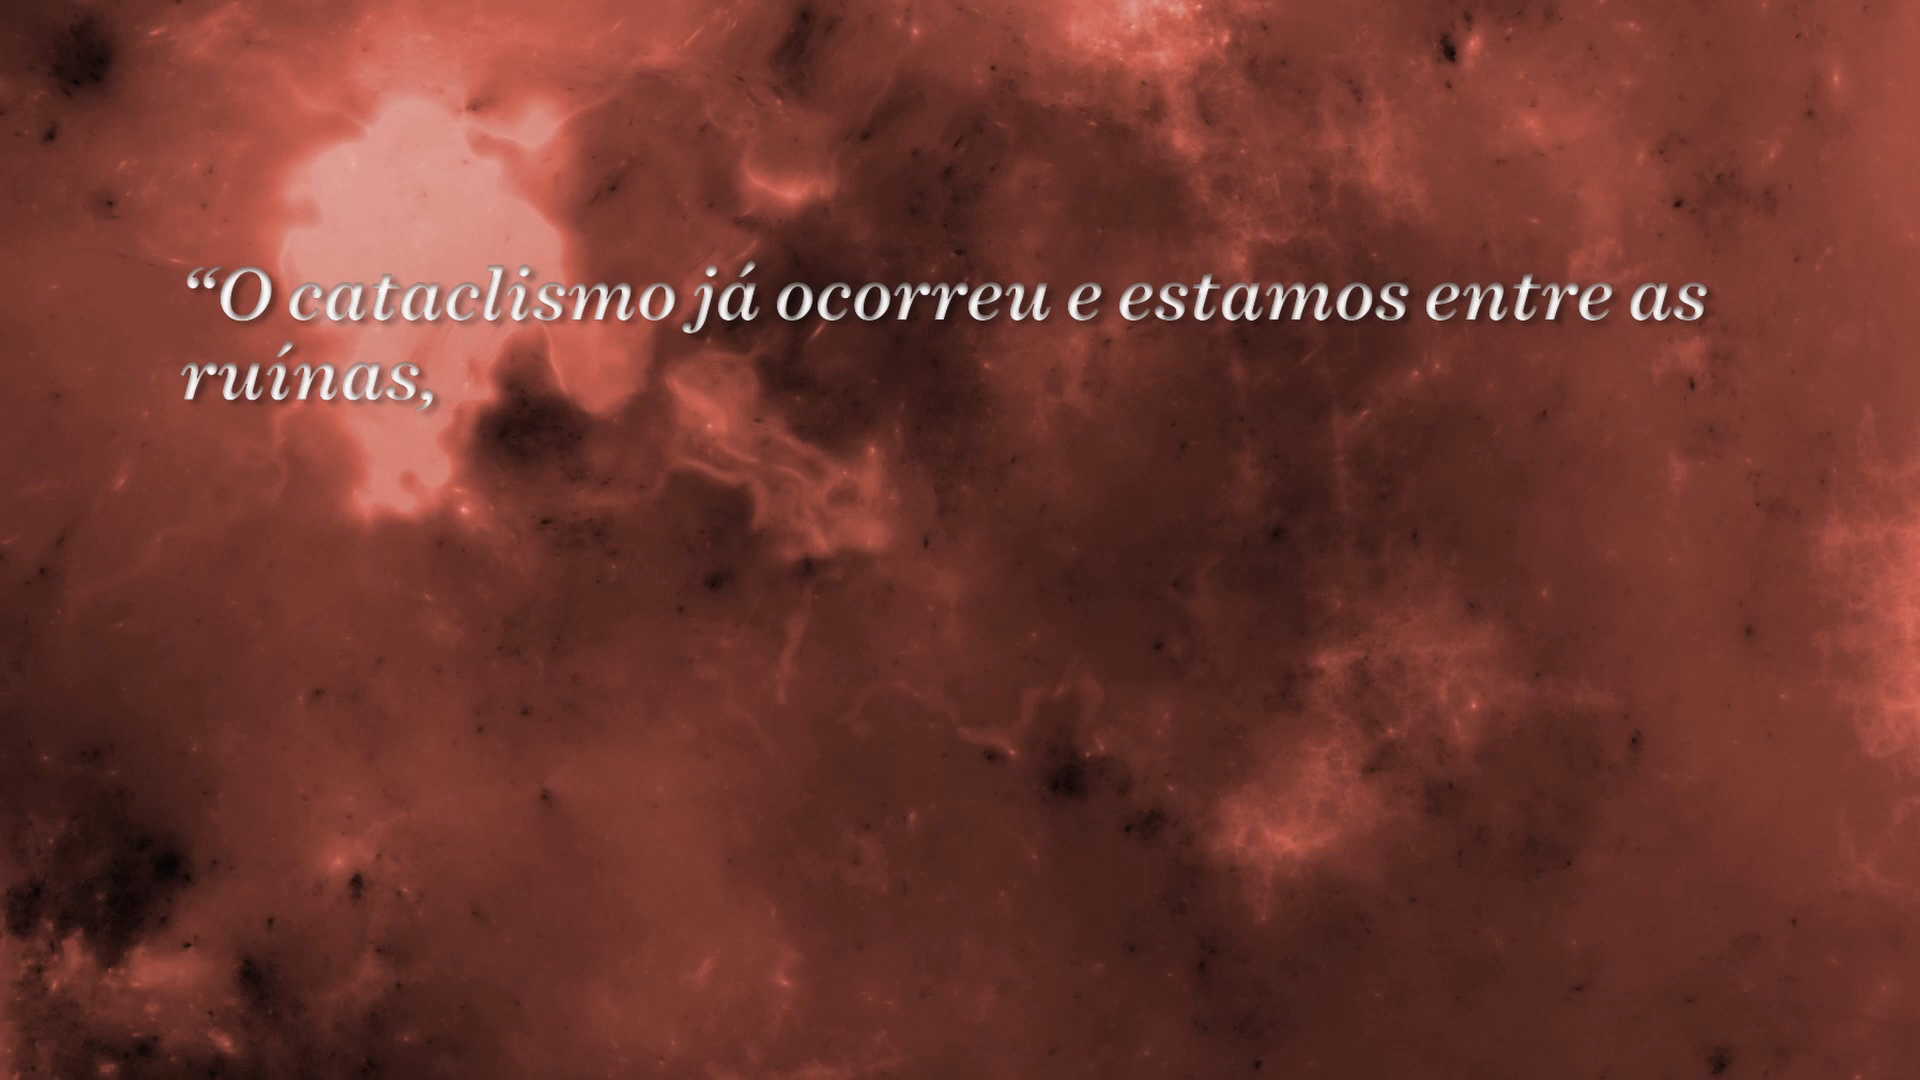 “O cataclismo já ocorreu e estamos entre as
ruínas,